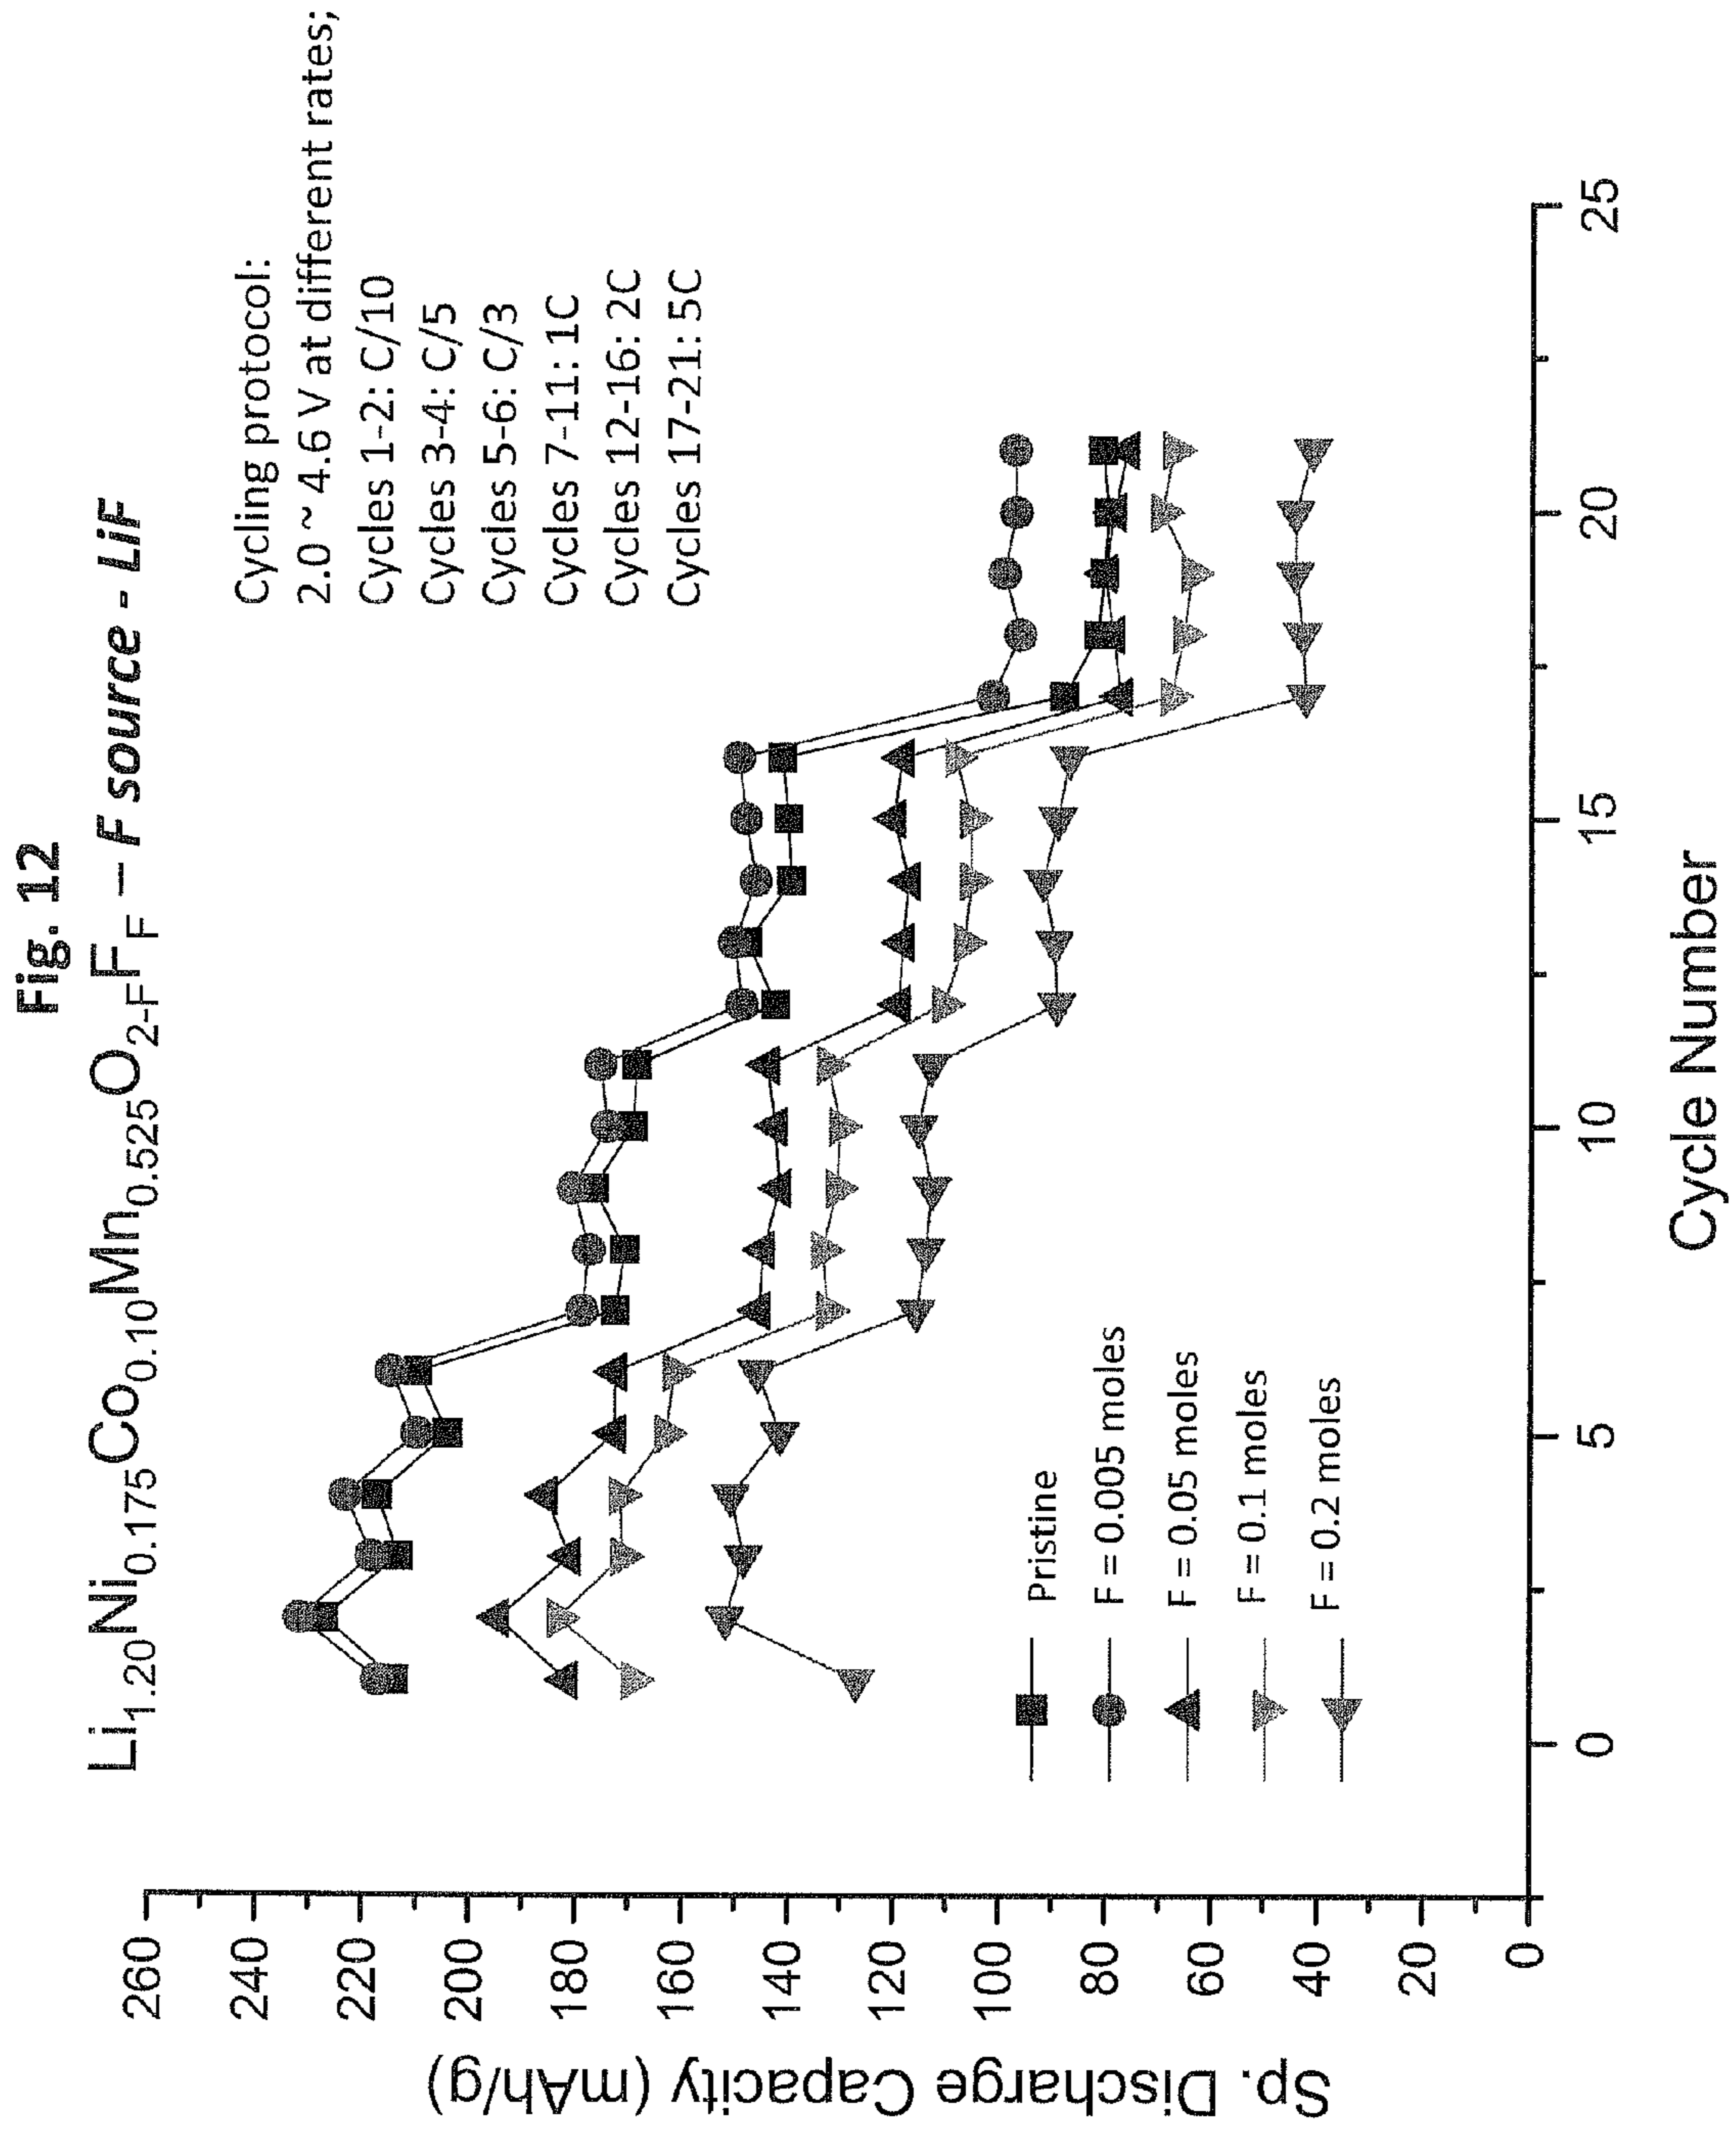 Fig. 12
Li1.20Ni0.175Co0.10Mn0.525O2-FFF – F source - LiF
Cycling protocol:
2.0 ~ 4.6 V at different rates;
Cycles 1-2: C/10
Cycles 3-4: C/5
Cycles 5-6: C/3
Cycles 7-11: 1C
Cycles 12-16: 2C
Cycles 17-21: 5C
Sp. Discharge Capacity (mAh/g)
260
240
220
200
180
160
140
120
100
80
60
40
20
0
Pristine
F = 0.005 moles
F = 0.05 moles
F = 0.1 moles
F = 0.2 moles
0 5 10 15 20 25
Cycle Number